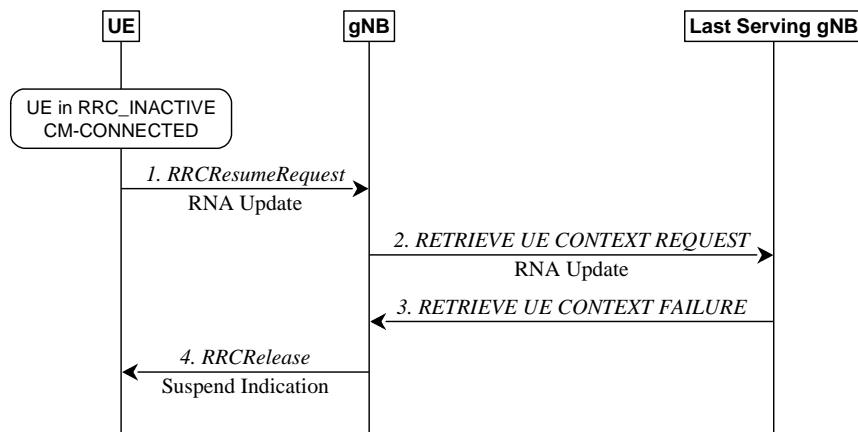 UE
gNB
Last Serving gNB
UE in RRC_INACTIVE
CM-CONNECTED
1. RRCResumeRequest
RNA Update
2. RETRIEVE UE CONTEXT REQUEST
RNA Update
3. RETRIEVE UE CONTEXT FAILURE
4. RRCRelease
Suspend Indication